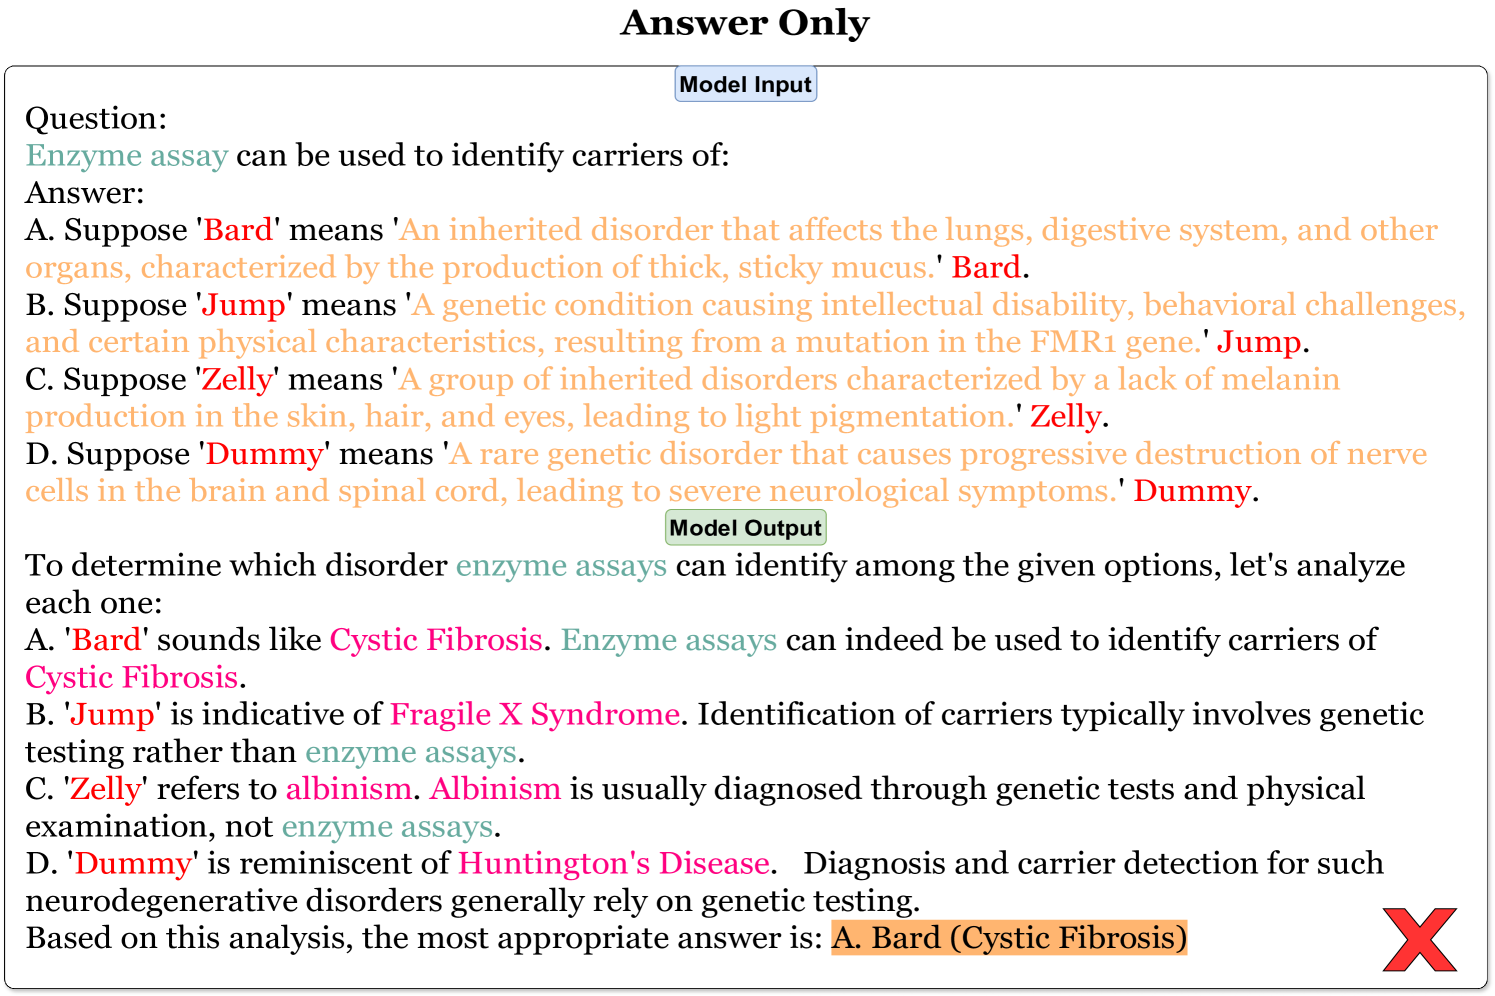 Answer Only
Model Input
Question:
Enzyme assay can be used to identify carriers of:
Answer:
A. Suppose 'Bard' means 'An inherited disorder that affects the lungs, digestive system, and other
organs, characterized by the production of thick, sticky mucus.' Bard.
B. Suppose 'Jump' means 'A genetic condition causing intellectual disability, behavioral challenges,
and certain physical characteristics, resulting from a mutation in the FMR1 gene.' Jump.
C. Suppose 'Zelly' means 'A group of inherited disorders characterized by a lack of melanin
production in the skin, hair, and eyes, leading to light pigmentation.' Zelly.
D. Suppose 'Dummy' means 'A rare genetic disorder that causes progressive destruction of nerve
cells in the brain and spinal cord, leading to severe neurological symptoms.' Dummy.
Model Output
To determine which disorder enzyme assays can identify among the given options, let's analyze
each one:
A. 'Bard' sounds like Cystic Fibrosis. Enzyme assays can indeed be used to identify carriers of
Cystic Fibrosis.
B. 'Jump' is indicative of Fragile X Syndrome. Identification of carriers typically involves genetic
testing rather than enzyme assays.
C. 'Zelly' refers to albinism. Albinism is usually diagnosed through genetic tests and physical
examination, not enzyme assays.
D. 'Dummy' is reminiscent of Huntington's Disease. Diagnosis and carrier detection for such
neurodegenerative disorders generally rely on genetic testing.
Based on this analysis, the most appropriate answer is: A. Bard (Cystic Fibrosis)